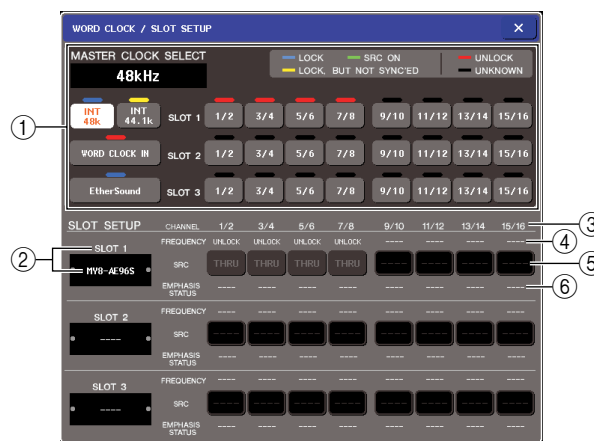 WORD CLOCK / SLOT SETUP ×
MASTER CLOCK SELECT
48kHz
LOCK SRC ON UNLOCK
LOCK, BUT NOT SYNC'ED UNKNOWN
①
INT 48k INT 44.1k SLOT 1 1/2 3/4 5/6 7/8 9/10 11/12 13/14 15/16
WORD CLOCK IN SLOT 2 1/2 3/4 5/6 7/8 9/10 11/12 13/14 15/16
EtherSound SLOT 3 1/2 3/4 5/6 7/8 9/10 11/12 13/14 15/16
SLOT SETUP CHANNEL 1/2 3/4 5/6 7/8 9/10 11/12 13/14 15/16 ③
FREQUENCY UNLOCK UNLOCK UNLOCK UNLOCK ---- ---- ---- ---- ④
② SLOT 1
MY8-AE96S SRC THRU THRU THRU THRU ---- ---- ---- ---- ⑤
EMPHASIS STATUS ---- ---- ---- ---- ---- ---- ---- ---- ⑥
FREQUENCY ---- ---- ---- ---- ---- ---- ---- ----
SLOT 2
---- SRC ---- ---- ---- ---- ---- ---- ---- ----
EMPHASIS STATUS ---- ---- ---- ---- ---- ---- ---- ----
FREQUENCY ---- ---- ---- ---- ---- ---- ---- ----
SLOT 3
---- SRC ---- ---- ---- ---- ---- ---- ---- ----
EMPHASIS STATUS ---- ---- ---- ---- ---- ---- ---- ----